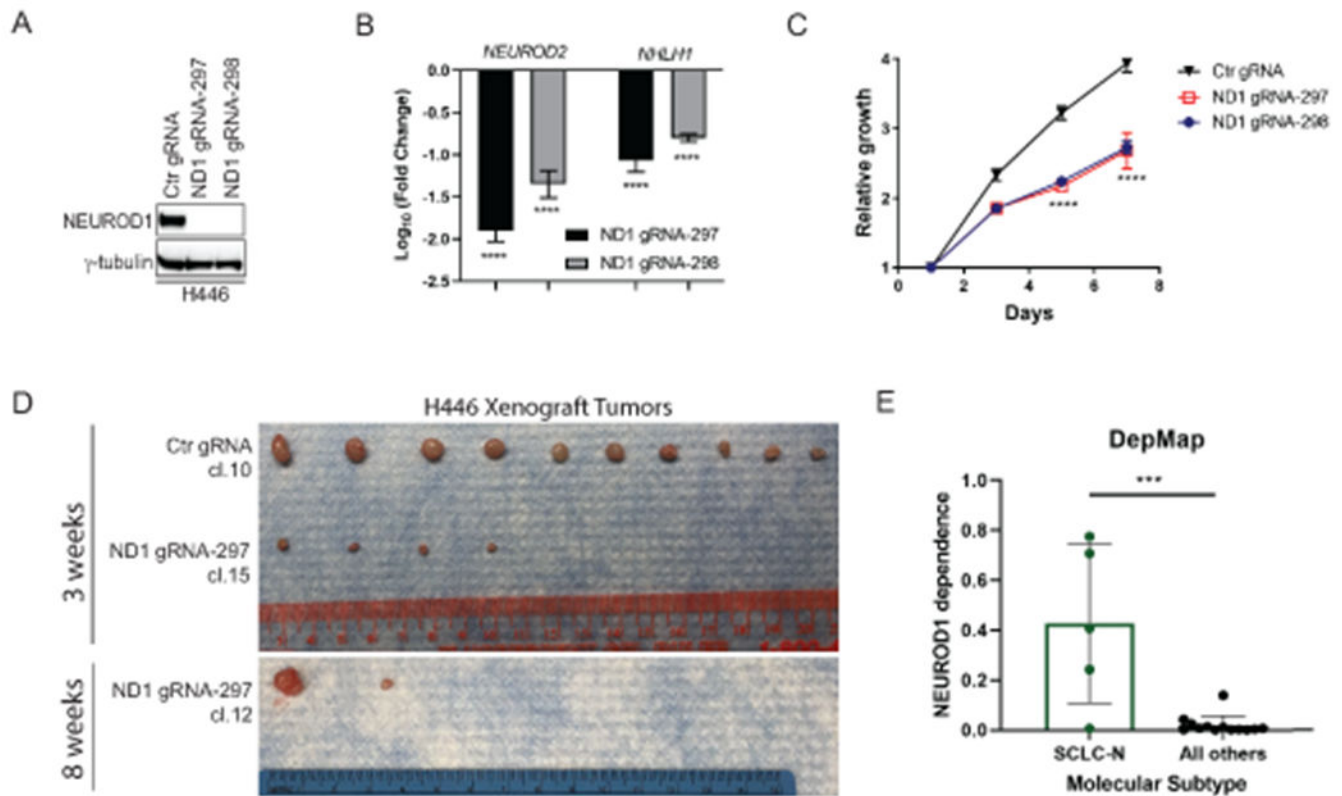 A
Ctr gRNA
ND1 gRNA-297
ND1 gRNA-298
NEUROD1
γ-tubulin
H446
B
NEUROD2
NHLH1
Log10 (Fold Change)
0.0
-0.5
-1.0
-1.5
-2.0
-2.5
****
****
****
****
ND1 gRNA-297
ND1 gRNA-298
C
Relative growth
4
3
2
1
0
2
4
6
8
Days
****
****
Ctr gRNA
ND1 gRNA-297
ND1 gRNA-298
D
H446 Xenograft Tumors
3 weeks
Ctr gRNA
cl.10
ND1 gRNA-297
cl.15
8 weeks
ND1 gRNA-297
cl.12
E
DepMap
***
NEUROD1 dependence
1.0
0.8
0.6
0.4
0.2
0.0
SCLC-N
All others
Molecular Subtype